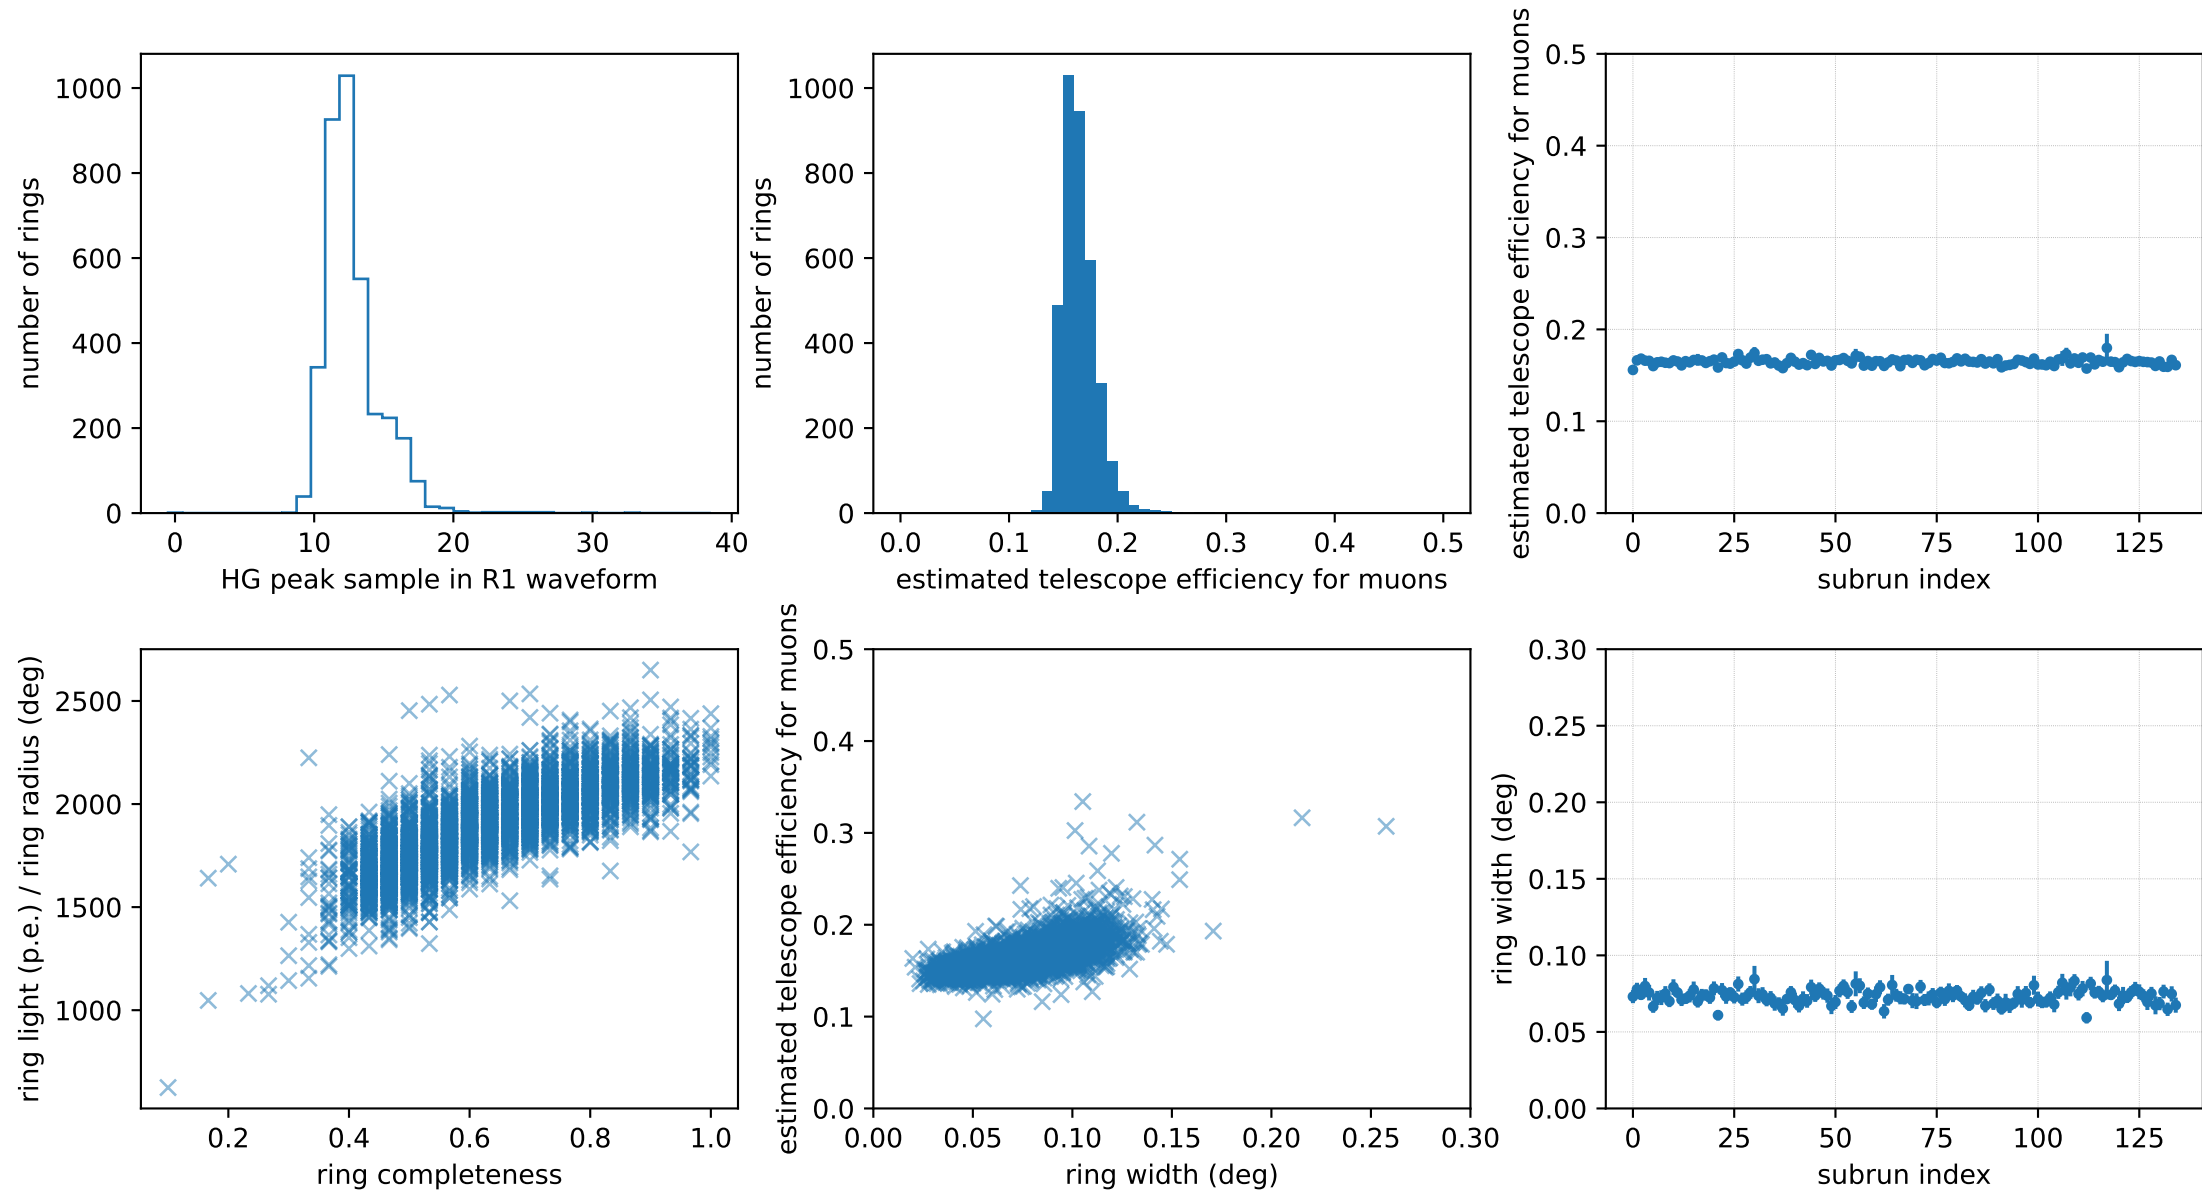 number of rings
1000
800
600
400
200
0
0 10 20 30 40
HG peak sample in R1 waveform
number of rings
1000
800
600
400
200
0
0.0 0.1 0.2 0.3 0.4 0.5
estimated telescope efficiency for muons
estimated telescope efficiency for muons
0.5
0.4
0.3
0.2
0.1
0.0
0 25 50 75 100 125
subrun index
ring light (p.e.) / ring radius (deg)
2500
2000
1500
1000
0.2 0.4 0.6 0.8 1.0
ring completeness
estimated telescope efficiency for muons
0.5
0.4
0.3
0.2
0.1
0.0
0.00 0.05 0.10 0.15 0.20 0.25 0.30
ring width (deg)
ring width (deg)
0.30
0.25
0.20
0.15
0.10
0.05
0.00
0 25 50 75 100 125
subrun index